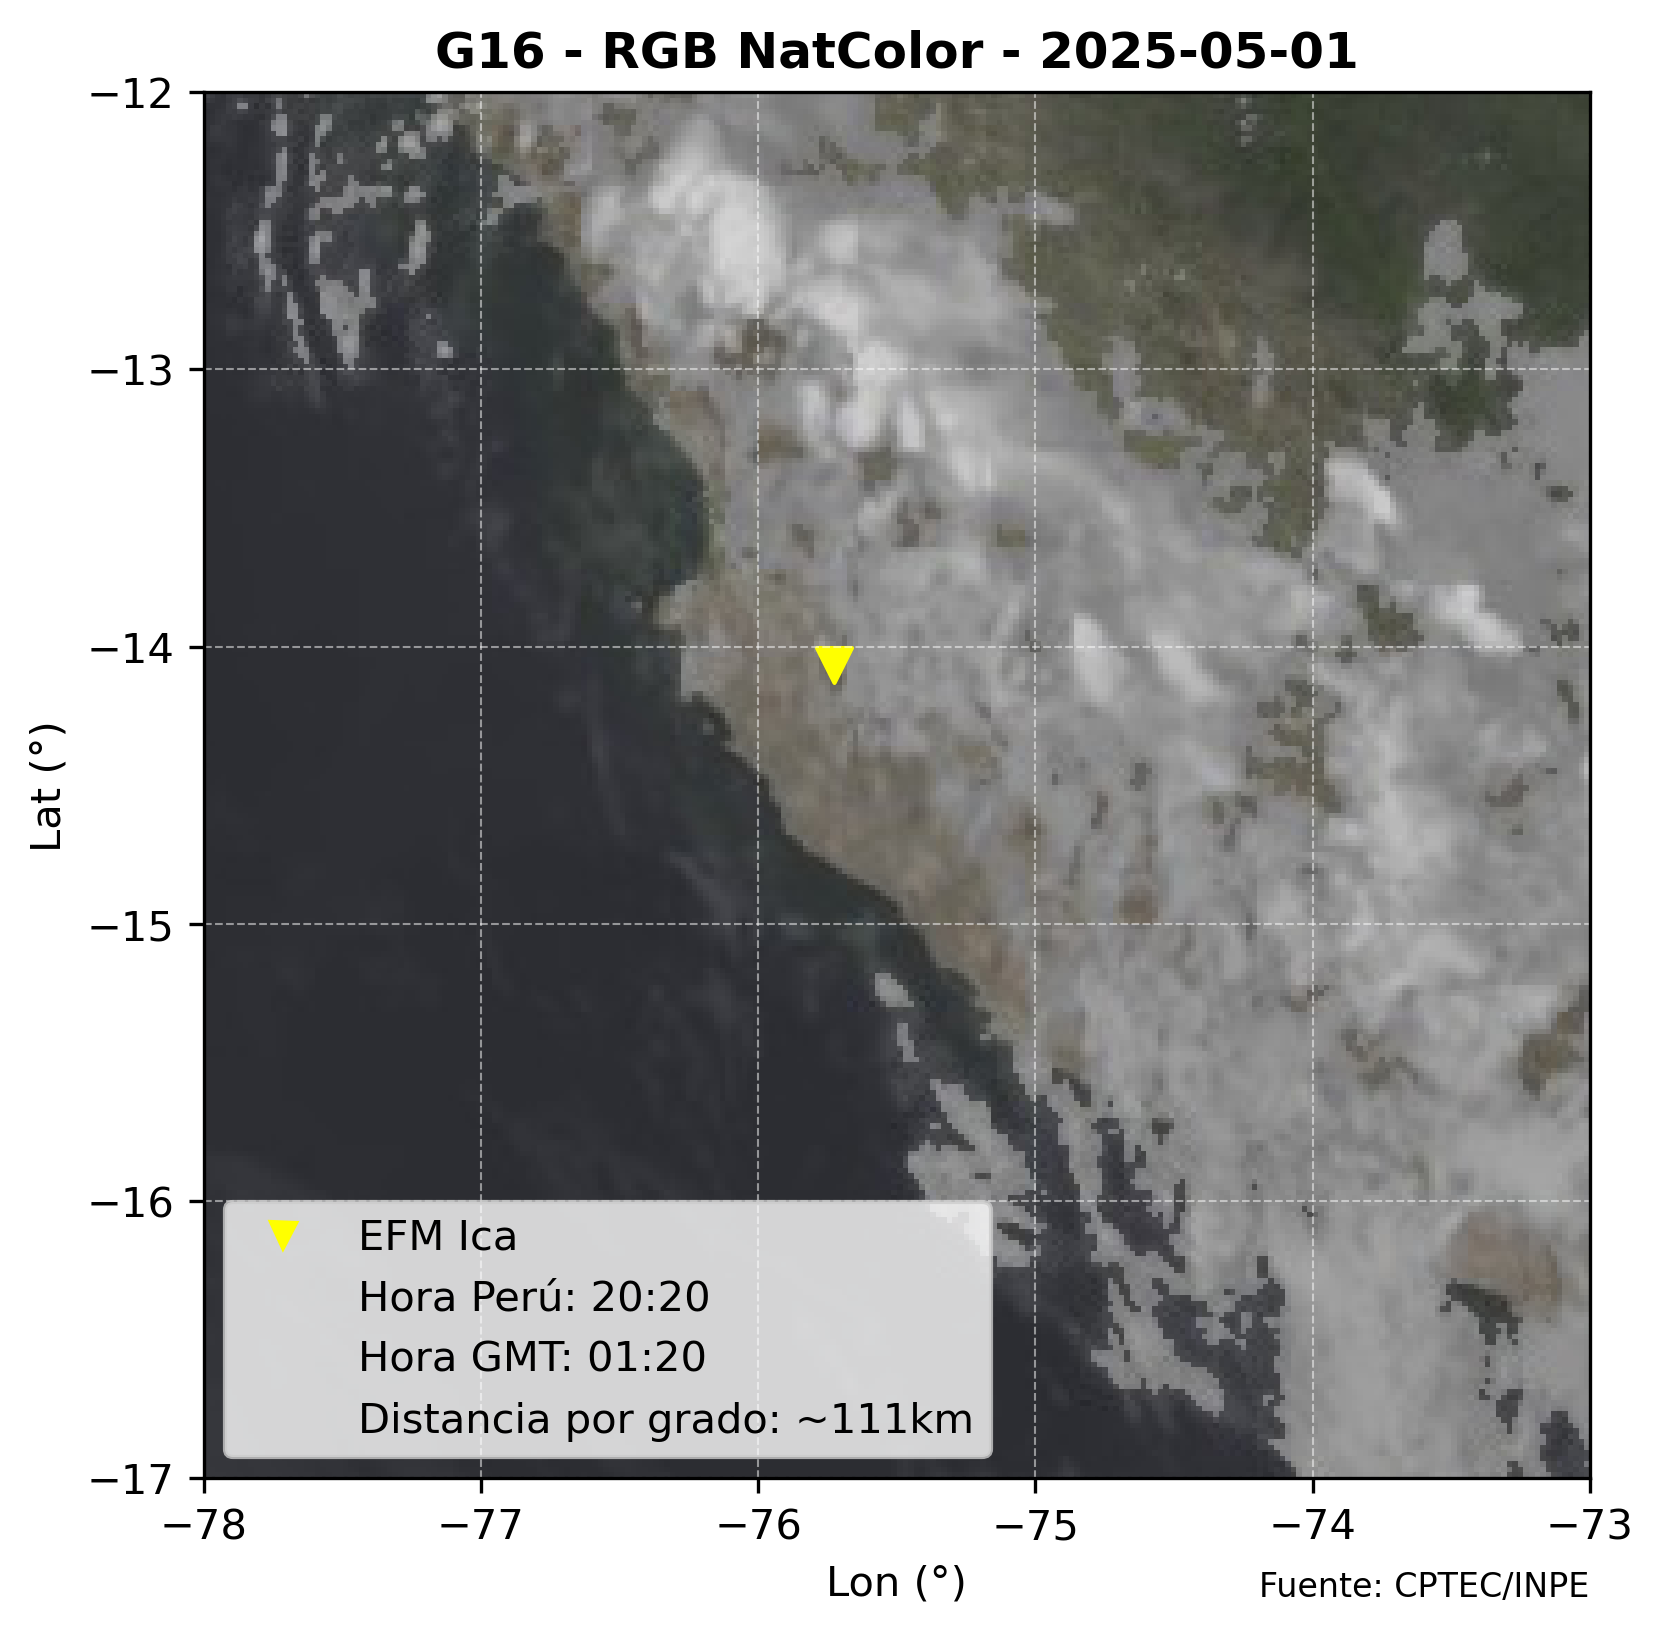 G16 - RGB NatColor - 2025-05-01
−12
−13
−14
−15
−16
−17
Lat (°)
EFM Ica
Hora Perú: 20:20
Hora GMT: 01:20
Distancia por grado: ~111km
−78 −77 −76 −75 −74 −73
Lon (°)
Fuente: CPTEC/INPE